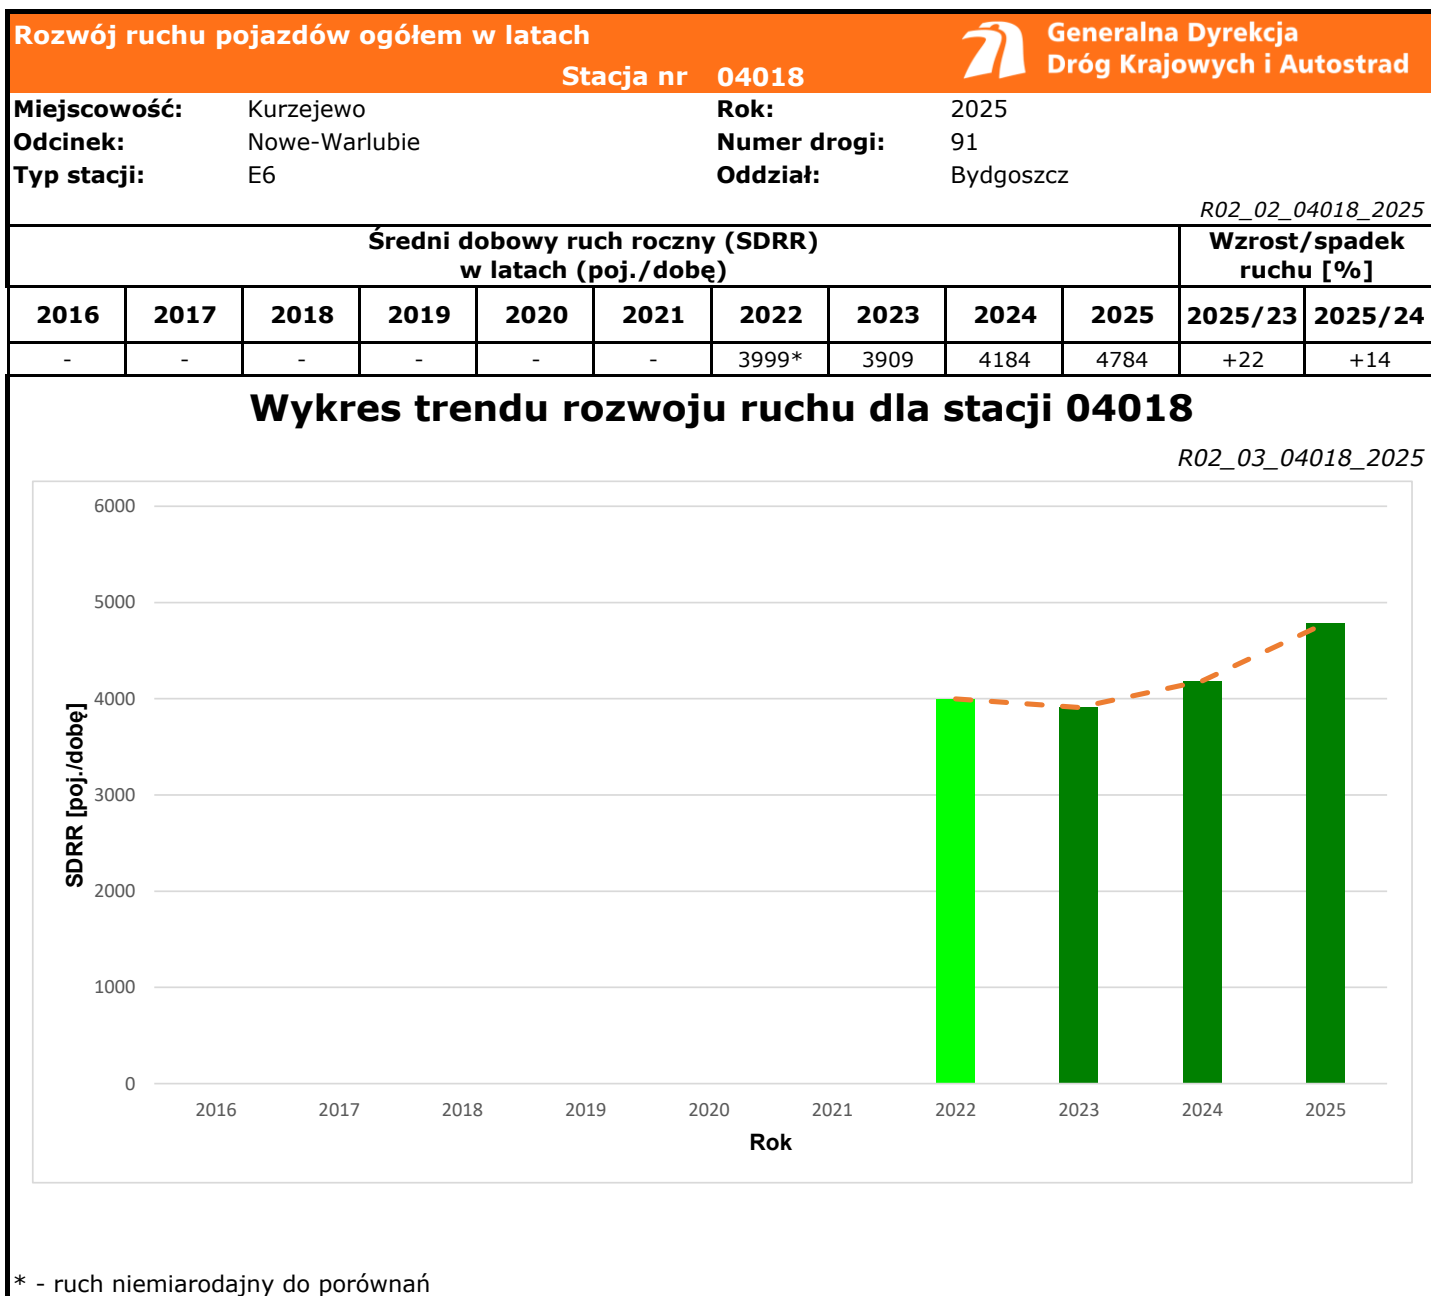 Rozwój ruchu pojazdów ogółem w latach
Generalna Dyrekcja
Dróg Krajowych i Autostrad
Stacja nr 04018
Miejscowość: Kurzejewo Rok: 2025
Odcinek: Nowe-Warlubie Numer drogi: 91
Typ stacji: E6 Oddział: Bydgoszcz
R02_02_04018_2025
Średni dobowy ruch roczny (SDRR)
w latach (poj./dobę)
Wzrost/spadek
ruchu [%]
2016 2017 2018 2019 2020 2021 2022 2023 2024 2025 2025/23 2025/24
- - - - - - 3999* 3909 4184 4784 +22 +14
Wykres trendu rozwoju ruchu dla stacji 04018
R02_03_04018_2025
6000
5000
4000
3000
2000
1000
0
SDRR [poj./dobę]
2016 2017 2018 2019 2020 2021 2022 2023 2024 2025
Rok
* - ruch niemiarodajny do porównań